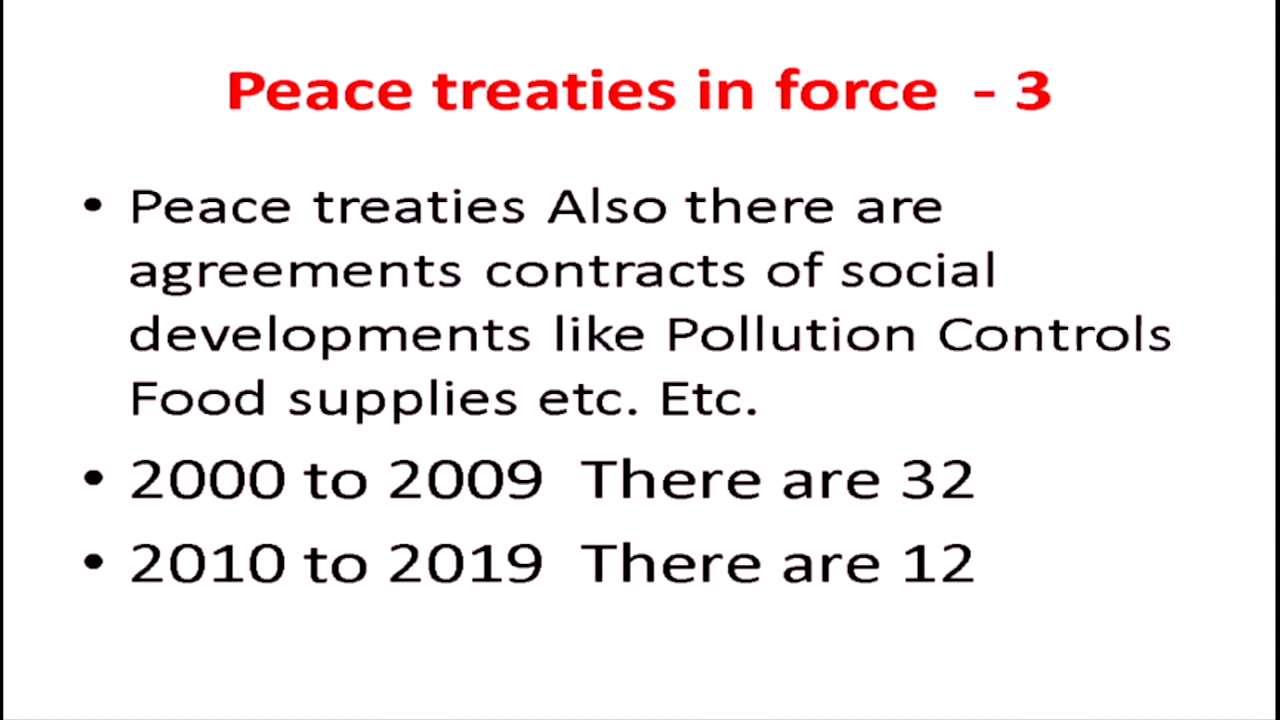 Peace treaties in force - 3
• Peace treaties Also there are
agreements contracts of social
developments like Pollution Controls
Food supplies etc. Etc.
• 2000 to 2009 There are 32
• 2010 to 2019 There are 12